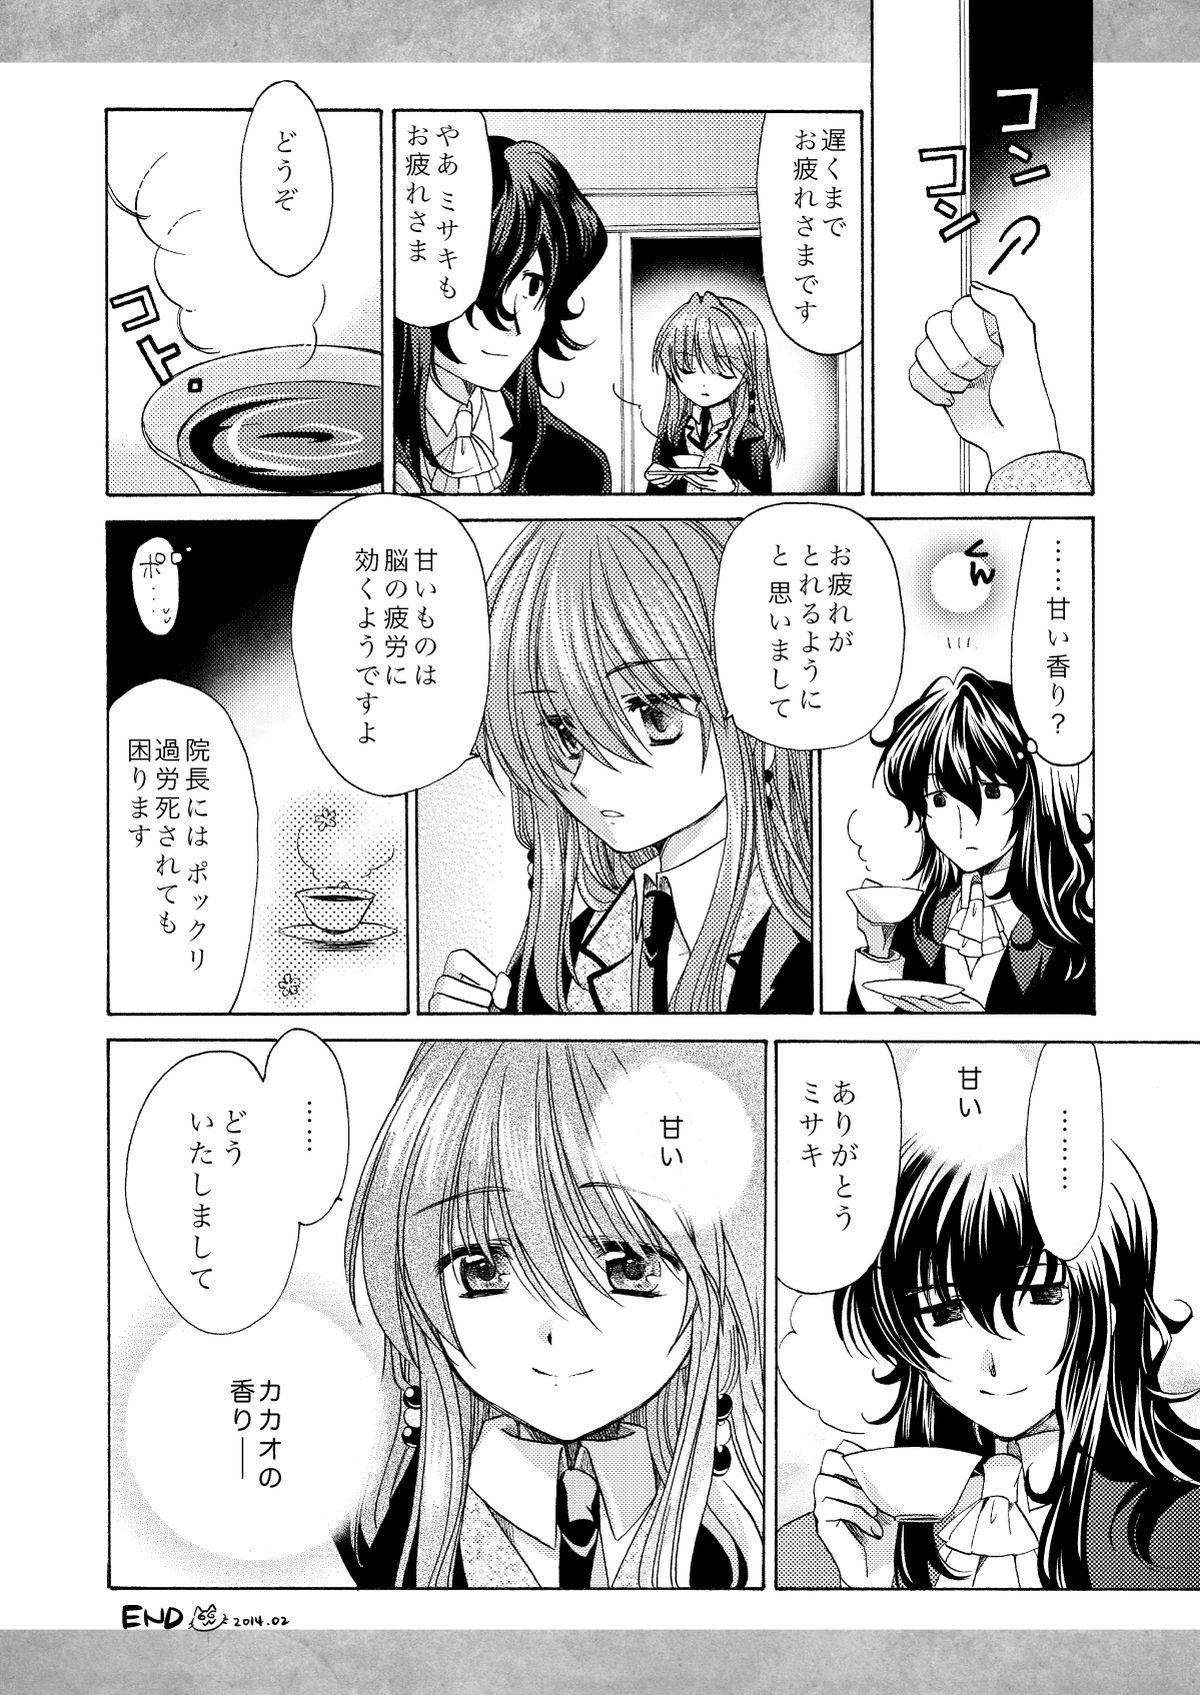 コン
コン
遅くまで
お疲れさまです
やあ ミサキも
お疲れさま
どうぞ
コト。
……甘い香り？
くん
お疲れが
とれるように
と 思いまして
甘いものは
脳の疲労に
効くようですよ
ポ…
院長には ポックリ
過労死されても
困ります
………
甘い
ありがとう
ミサキ
甘い
……
どう
いたしまして
カカオの
香り―
END 2014.02